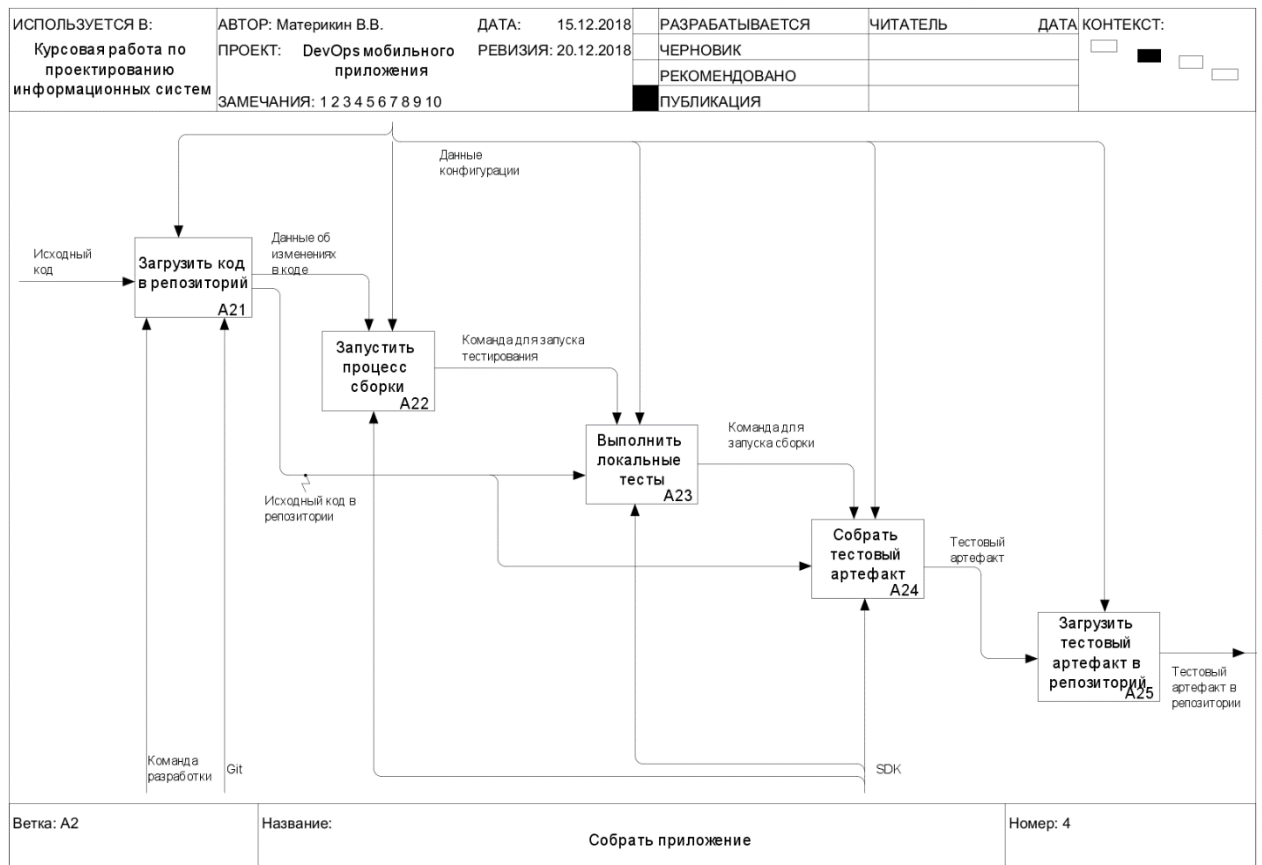 ИСПОЛЬЗУЕТСЯ В:
Курсовая работа по
проектированию
информационных систем
АВТОР: Материкин В.В.
ДАТА: 15.12.2018
ПРОЕКТ: DevOps мобильного
приложения
РЕВИЗИЯ: 20.12.2018
ЗАМЕЧАНИЯ: 1 2 3 4 5 6 7 8 9 10
РАЗРАБАТЫВАЕТСЯ
ЧЕРНОВИК
РЕКОМЕНДОВАНО
ПУБЛИКАЦИЯ
ЧИТАТЕЛЬ
ДАТА
КОНТЕКСТ:
Данные
конфигурации
Исходный
код
Загрузить код
в репозиторий
A21
Данные об
изменениях
в коде
Запустить
процесс
сборки
A22
Команда для запуска
тестирования
Выполнить
локальные
тесты
A23
Команда для
запуска сборки
Исходный код в
репозитории
Собрать
тестовый
артефакт
A24
Тестовый
артефакт
Загрузить
тестовый
артефакт в
репозиторий
A25
Тестовый
артефакт в
репозитории
Команда
разработки
Git
SDK
Ветка: A2
Название:
Собрать приложение
Номер: 4